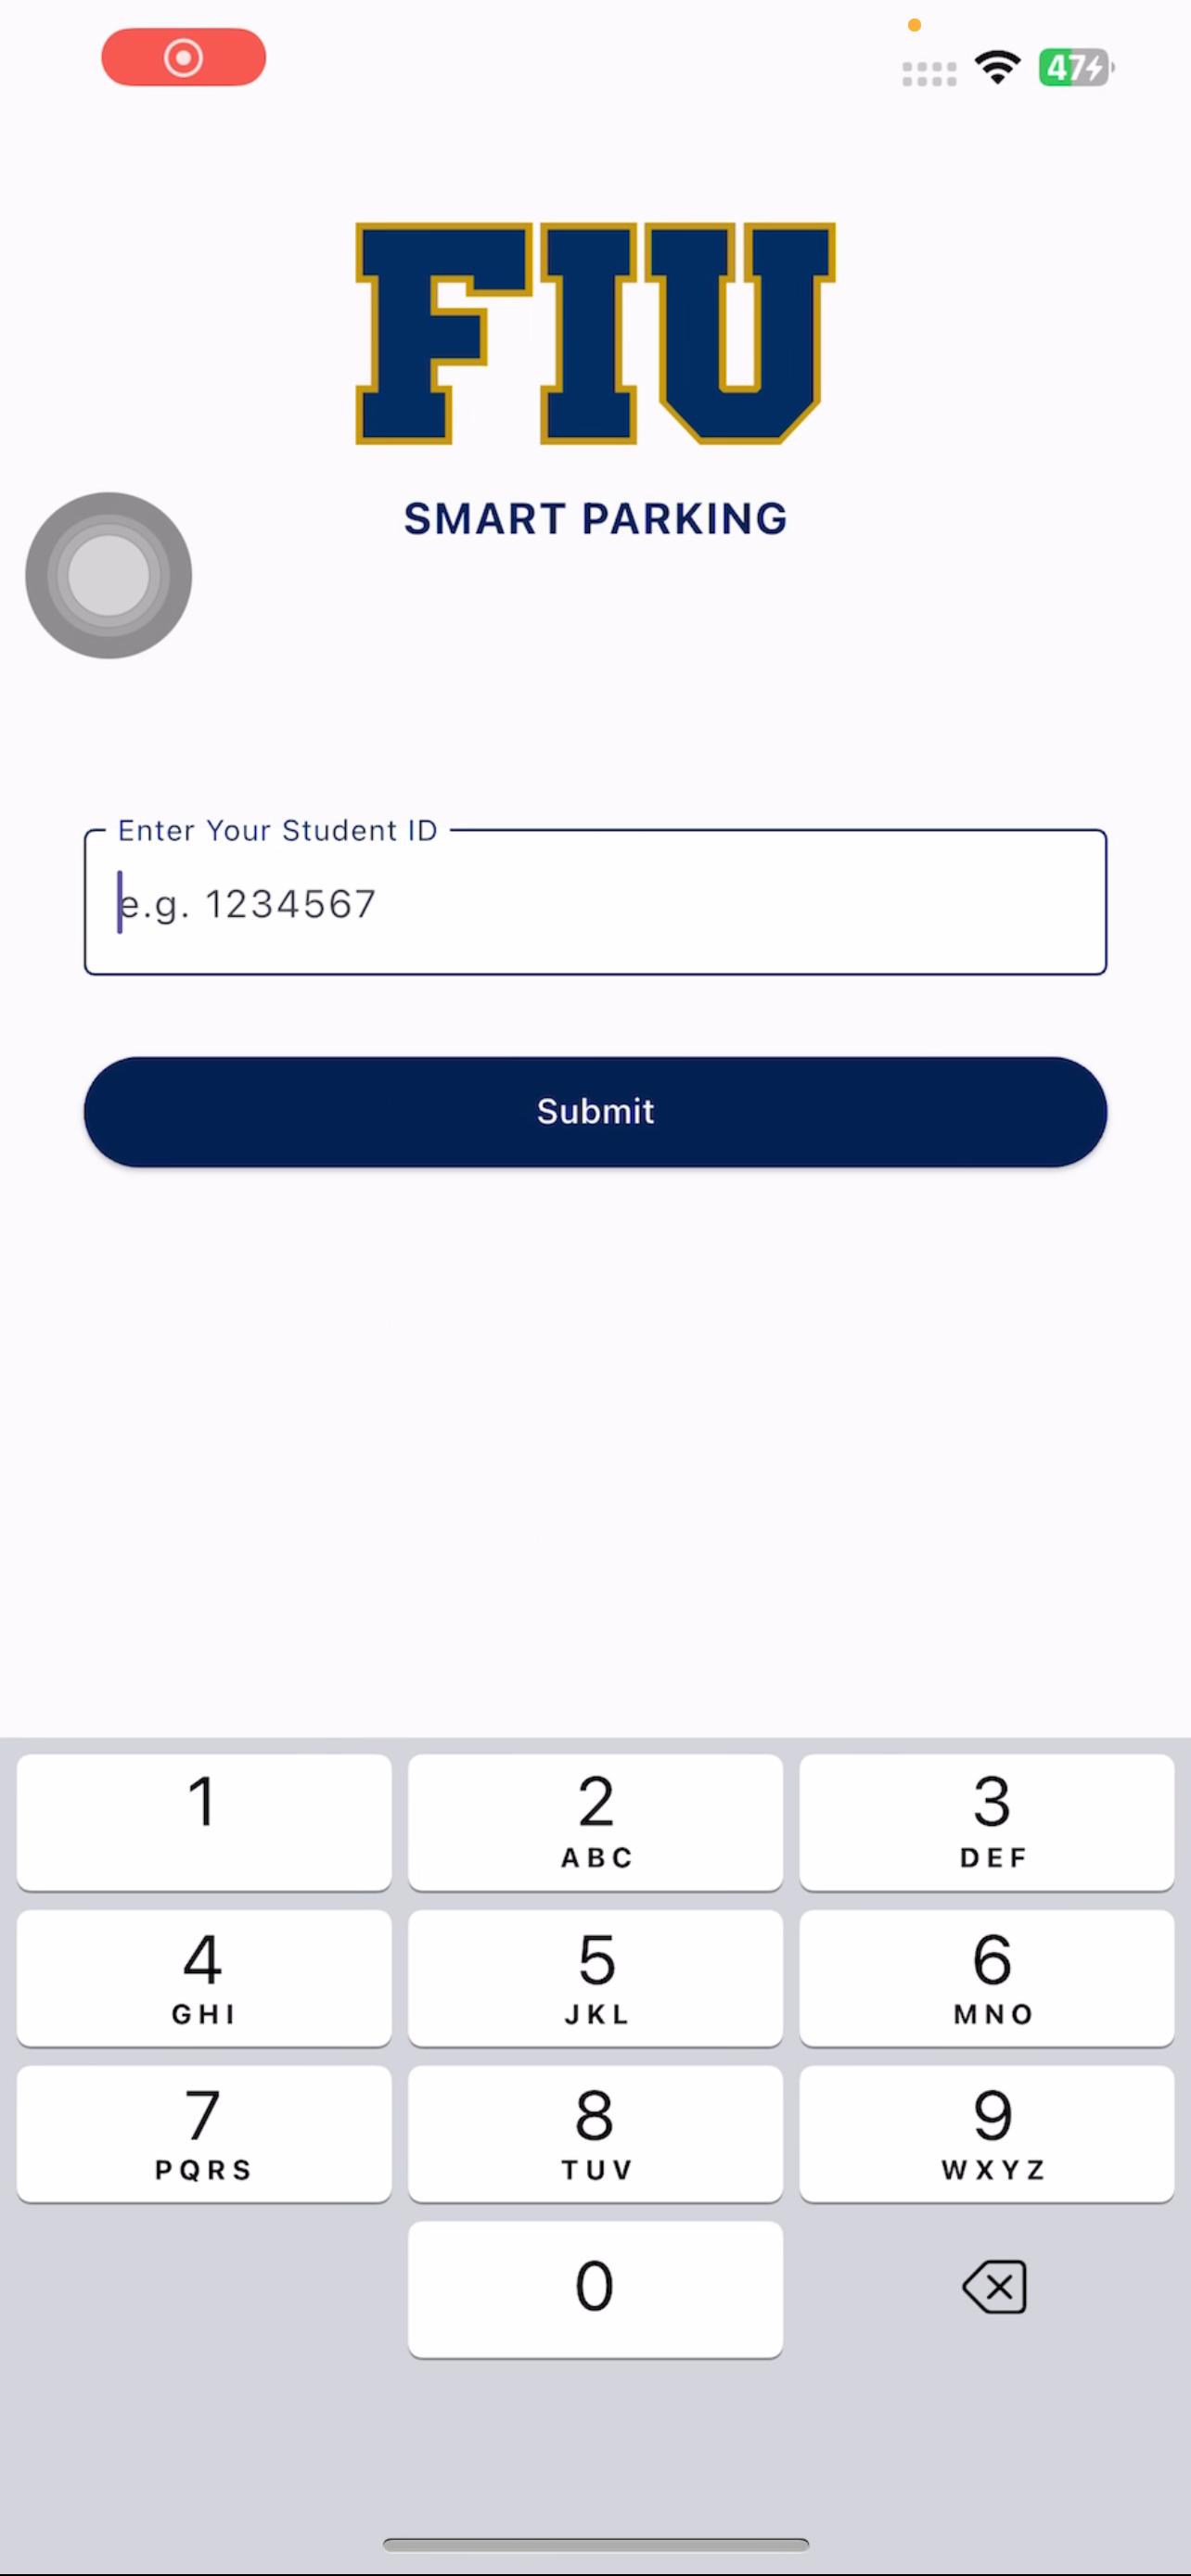 47
FIU
SMART PARKING
Enter Your Student ID
e.g. 1234567
Submit
1 2 3
ABC DEF
4 5 6
GHI JKL MNO
7 8 9
PQRS TUV WXYZ
0